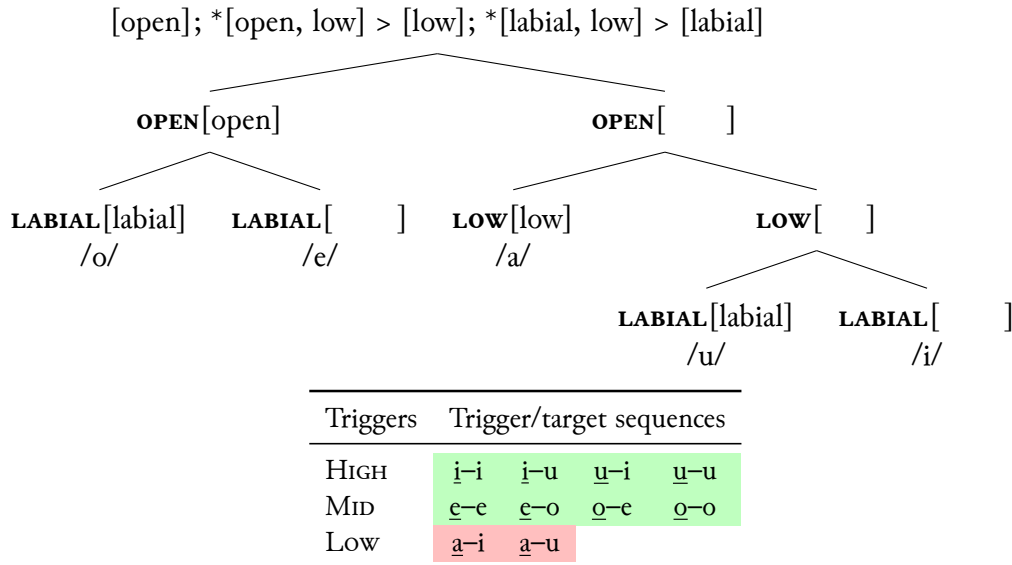 [open]; *[open, low] > [low]; *[labial, low] > [labial]
OPEN[open] OPEN[ ]
LABIAL[labial] LABIAL[ ] LOW[low] LOW[ ]
/o/ /e/ /a/
LABIAL[labial] LABIAL[ ]
/u/ /i/
Triggers Trigger/target sequences
HIGH i–i i–u u–i u–u
MID e–e e–o o–e o–o
LOW a–i a–u